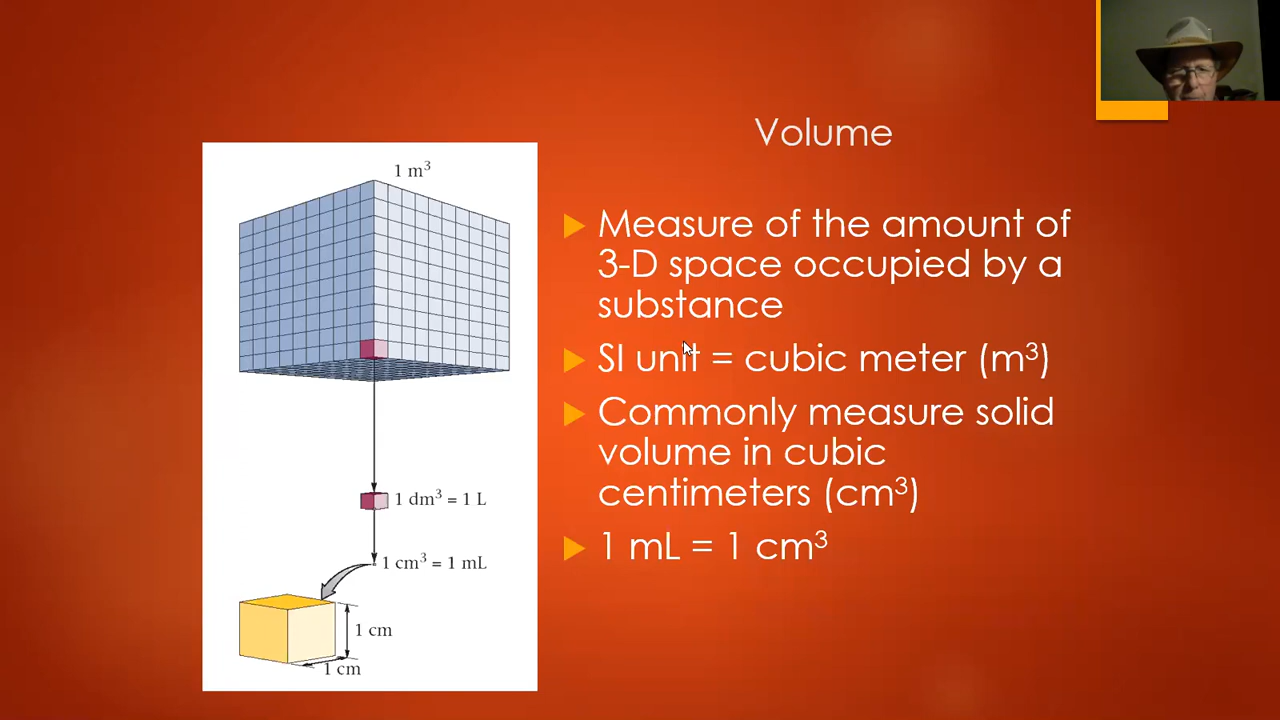 Volume
1 m³
Measure of the amount of
3-D space occupied by a
substance
SI unit = cubic meter (m³)
Commonly measure solid
volume in cubic
centimeters (cm³)
1 mL = 1 cm³
1 dm³ = 1 L
1 cm³ = 1 mL
1 cm
1 cm